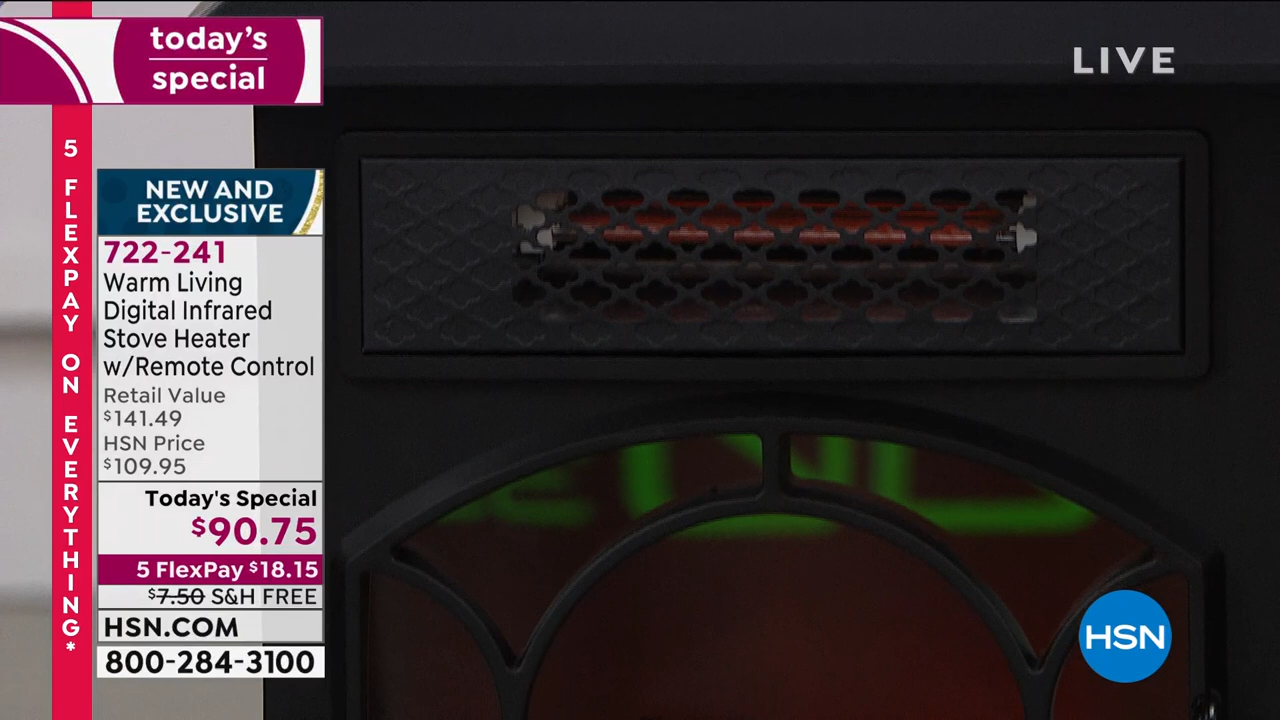 today's
special
LIVE
5 FLEXPAY ON EVERYTHING*
NEW AND
EXCLUSIVE
722-241
Warm Living
Digital Infrared
Stove Heater
w/Remote Control
Retail Value
$141.49
HSN Price
$109.95
Today's Special
$90.75
5 FlexPay $18.15
$7.50 S&H FREE
HSN.COM
800-284-3100
HSN